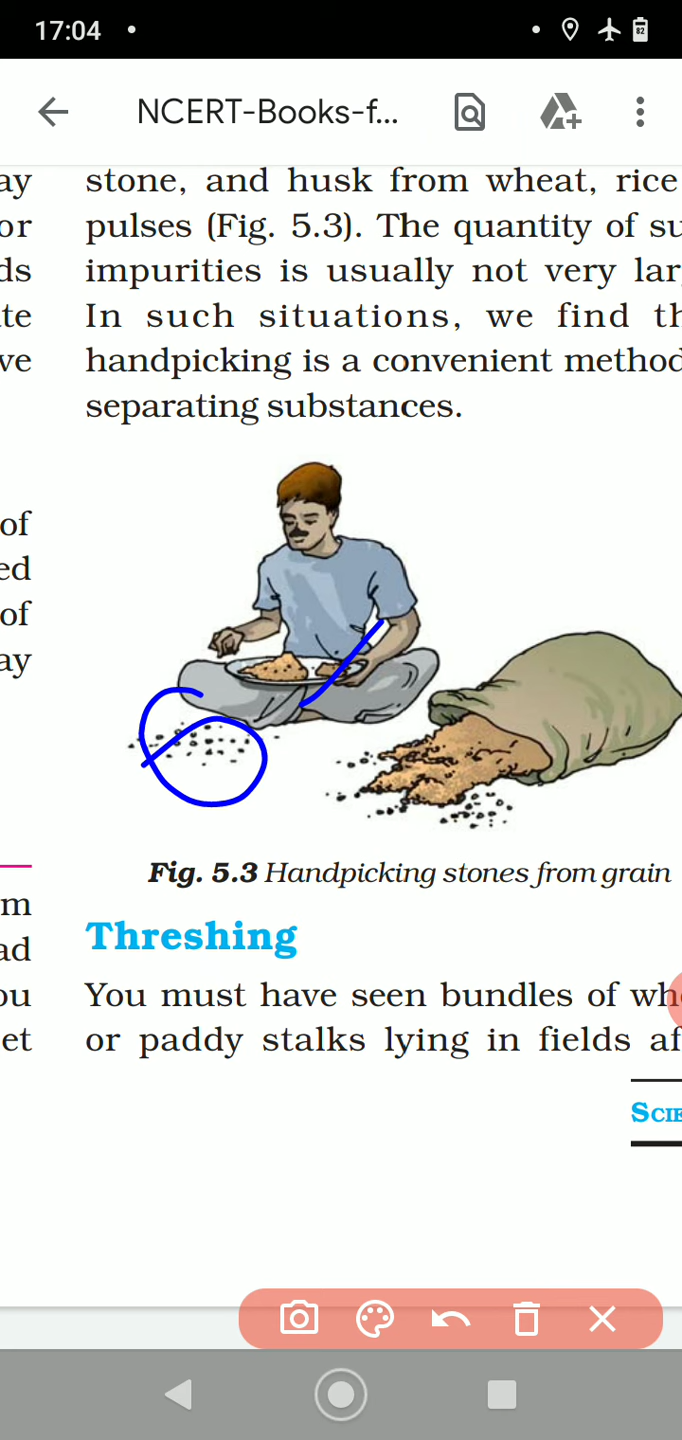 17:04
82
NCERT-Books-f...
ay
or
ds
te
ve
of
ed
of
ay
m
ad
ou
et
stone, and husk from wheat, rice
pulses (Fig. 5.3). The quantity of su
impurities is usually not very lar
In such situations, we find th
handpicking is a convenient method
separating substances.
Fig. 5.3 Handpicking stones from grain
Threshing
You must have seen bundles of whe
or paddy stalks lying in fields af
SCIE